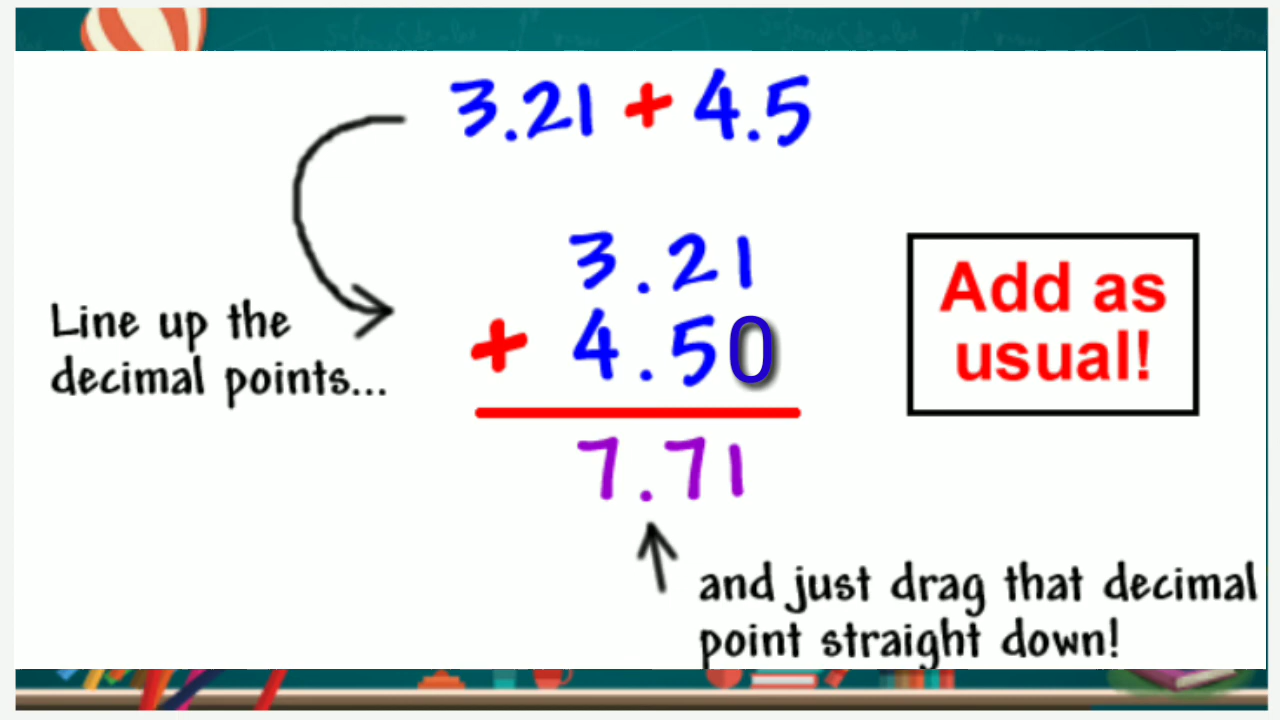 3.21 + 4.5
3.21
+ 4.50
7.71
Line up the
decimal points...
Add as
usual!
and just drag that decimal
point straight down!